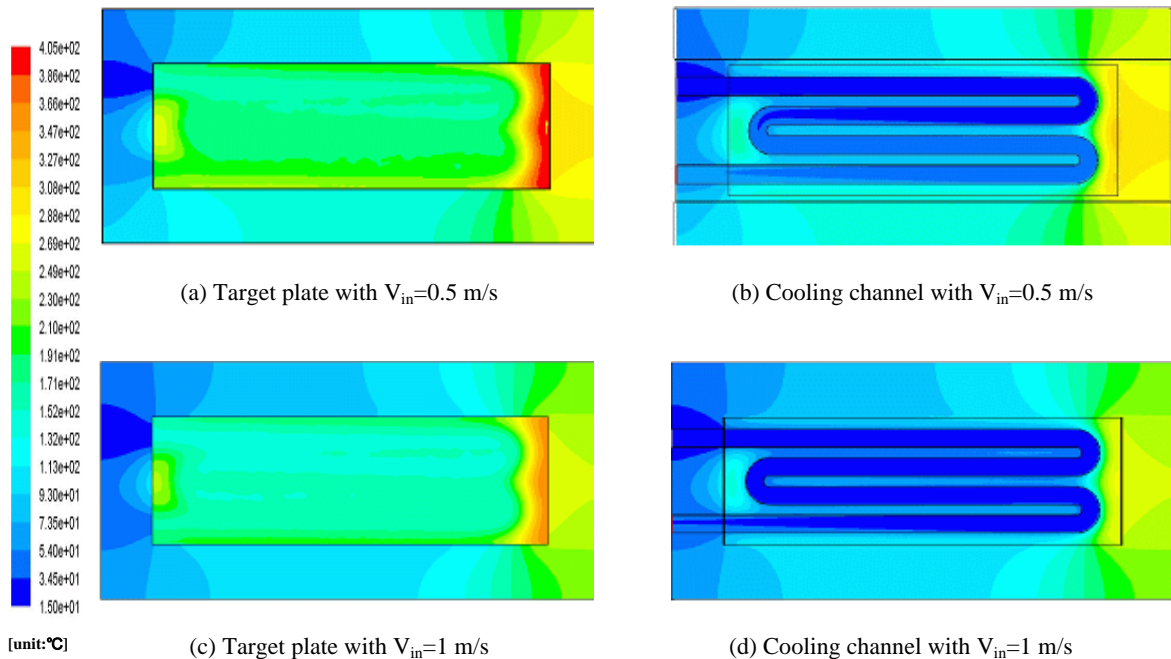 4.05e+02
3.86e+02
3.66e+02
3.47e+02
3.27e+02
3.08e+02
2.88e+02
2.69e+02
2.49e+02
2.30e+02
2.10e+02
1.91e+02
1.71e+02
1.52e+02
1.32e+02
1.13e+02
9.30e+01
7.35e+01
5.40e+01
3.45e+01
1.50e+01
[unit:℃]
(a) Target plate with Vin=0.5 m/s
(b) Cooling channel with Vin=0.5 m/s
(c) Target plate with Vin=1 m/s
(d) Cooling channel with Vin=1 m/s